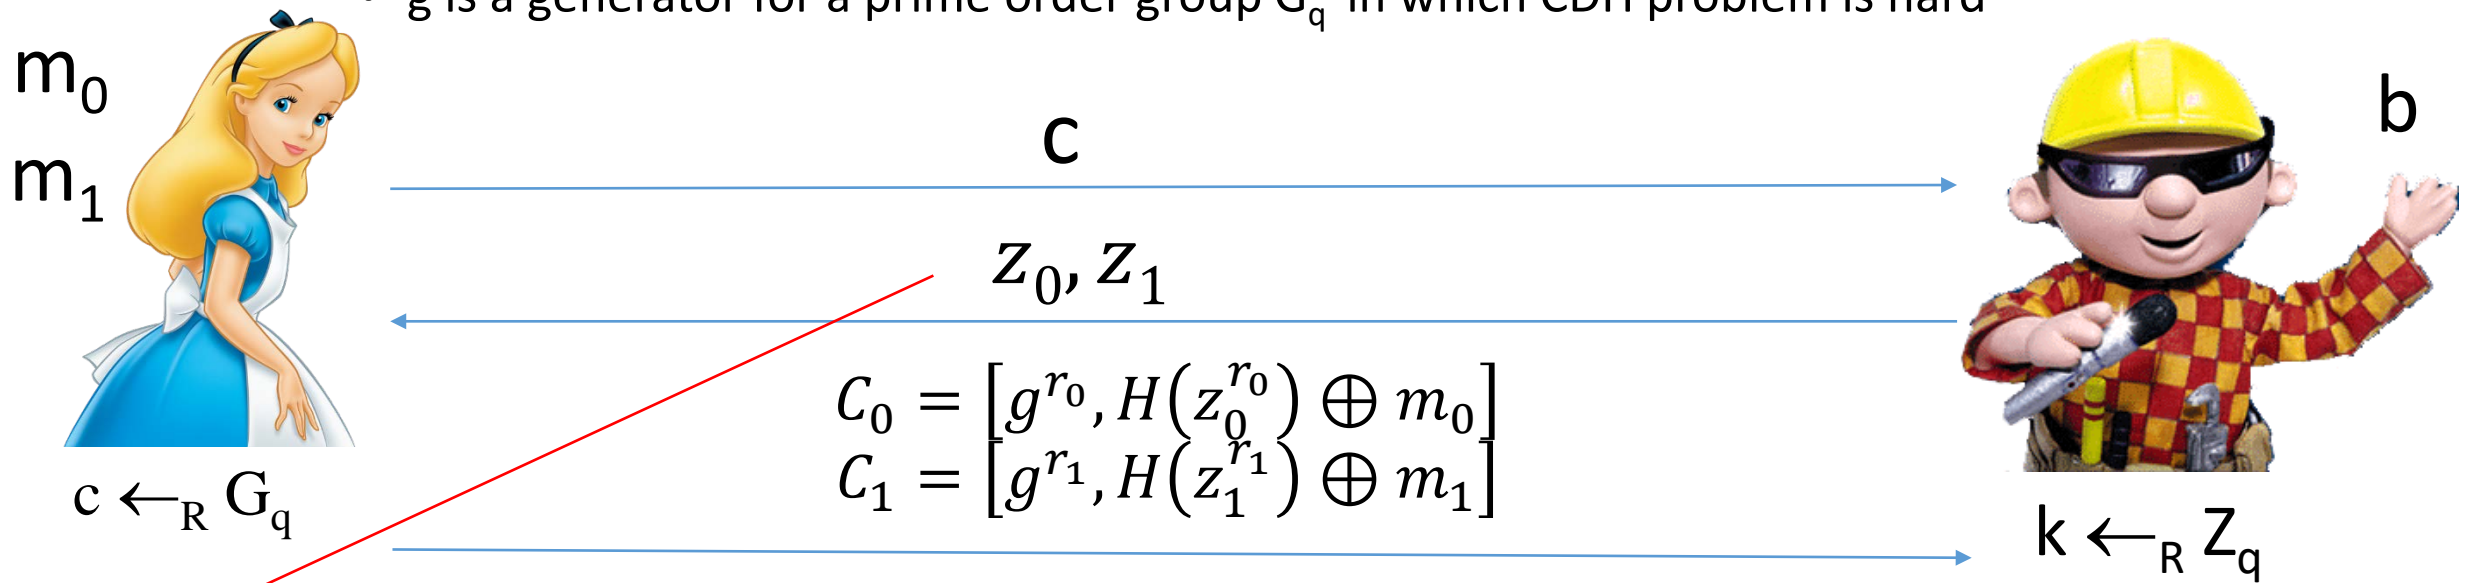 g is a generator for a prime order group G_q in which CDH problem is hard
m_0
m_1
b
c
z_0, z_1
C_0 = [g^{r_0}, H(z_0^{r_0}) ⊕ m_0]
C_1 = [g^{r_1}, H(z_1^{r_1}) ⊕ m_1]
c ←_R G_q
k ←_R Z_q